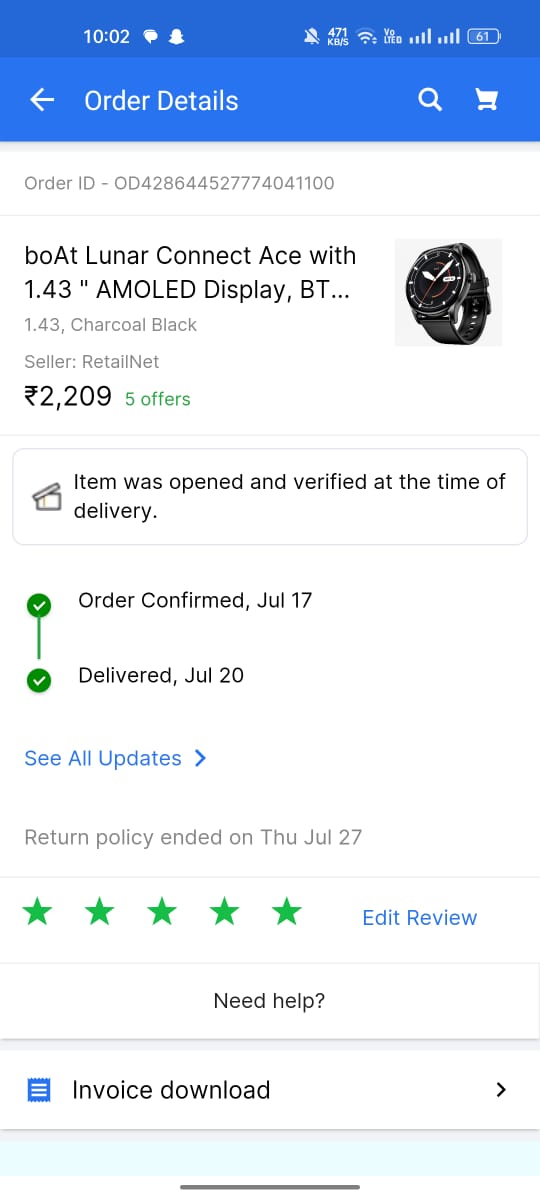 10:02
471 KB/S
Vo LTED
61
Order Details
Order ID - OD428644527774041100
boAt Lunar Connect Ace with
1.43 " AMOLED Display, BT...
1.43, Charcoal Black
Seller: RetailNet
₹2,209 5 offers
Item was opened and verified at the time of
delivery.
Order Confirmed, Jul 17
Delivered, Jul 20
See All Updates
Return policy ended on Thu Jul 27
Edit Review
Need help?
Invoice download